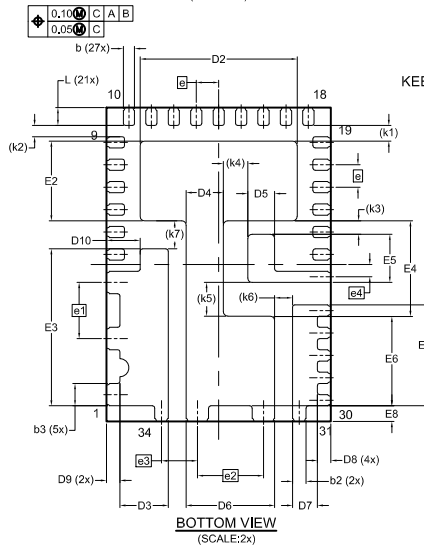 0.10 Ⓜ C A B
0.05 Ⓜ C
b (27x)
D2
L (21x)
e
10
18
KEE
9
19
(k1)
(k2)
(k4)
e
E2
D4
D5
(k3)
D10
(k7)
E5
E4
e4
e1
(k5)
(k6)
E3
E6
E
1
30
E8
b3 (5x)
34
31
e3
e2
D8 (4x)
D9 (2x)
b2 (2x)
D3
D6
D7
BOTTOM VIEW
(SCALE:2x)